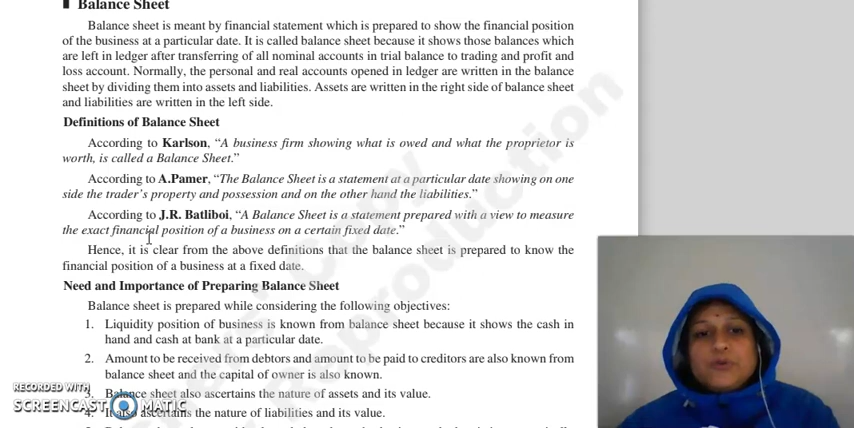 Balance Sheet
Balance sheet is meant by financial statement which is prepared to show the financial position
of the business at a particular date. It is called balance sheet because it shows those balances which
are left in ledger after transferring of all nominal accounts in trial balance to trading and profit and
loss account. Normally, the personal and real accounts opened in ledger are written in the balance
sheet by dividing them into assets and liabilities. Assets are written in the right side of balance sheet
and liabilities are written in the left side.
Definitions of Balance Sheet
According to Karlson, “A business firm showing what is owed and what the proprietor is
worth, is called a Balance Sheet.”
According to A.Pamer, “The Balance Sheet is a statement at a particular date showing on one
side the trader’s property and possession and on the other hand the liabilities.”
According to J.R. Batliboi, “A Balance Sheet is a statement prepared with a view to measure
the exact financial position of a business on a certain fixed date.”
Hence, it is clear from the above definitions that the balance sheet is prepared to know the
financial position of a business at a fixed date.
Need and Importance of Preparing Balance Sheet
Balance sheet is prepared while considering the following objectives:
1. Liquidity position of business is known from balance sheet because it shows the cash in
hand and cash at bank at a particular date.
2. Amount to be received from debtors and amount to be paid to creditors are also known from
balance sheet and the capital of owner is also known.
3. Balance sheet also ascertains the nature of assets and its value.
4. It also ascertains the nature of liabilities and its value.
RECORDED WITH
SCREENCAST MATIC
Copy
Reproduction